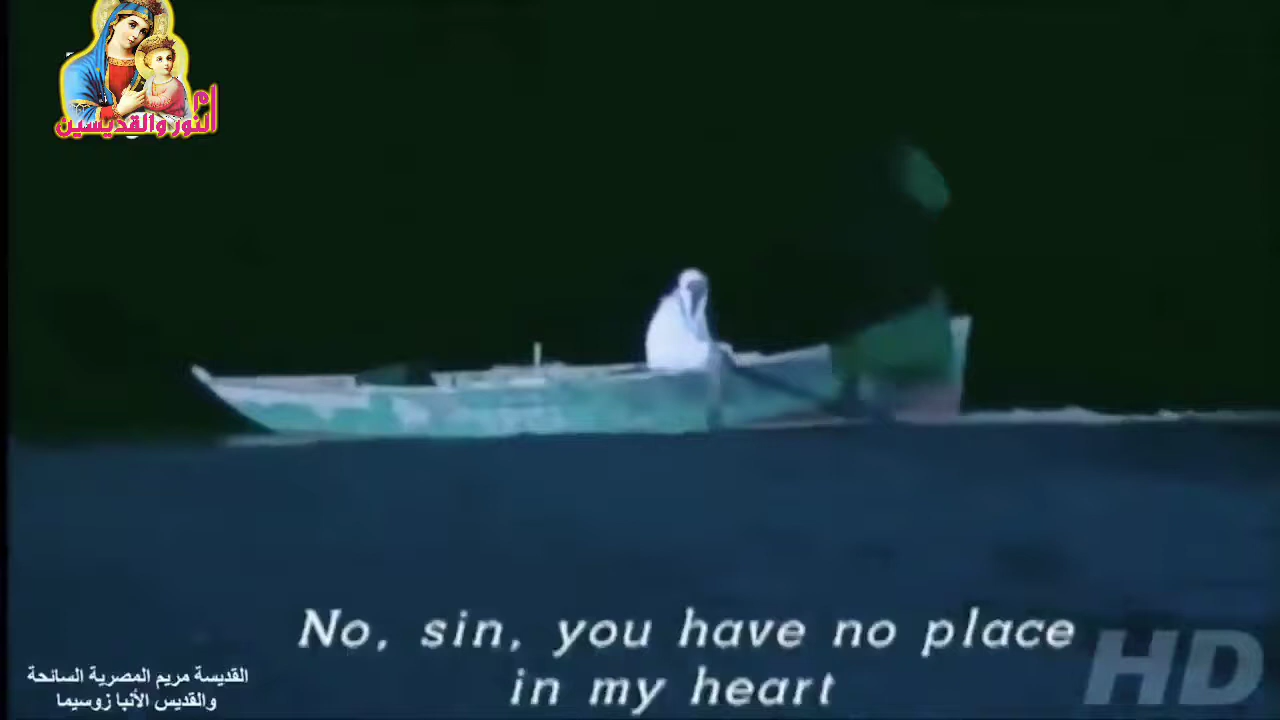 ام
النور والقديسين
No, sin, you have no place
in my heart
القديسة مريم المصرية السائحة
والقديس الأنبا زوسيما
HD